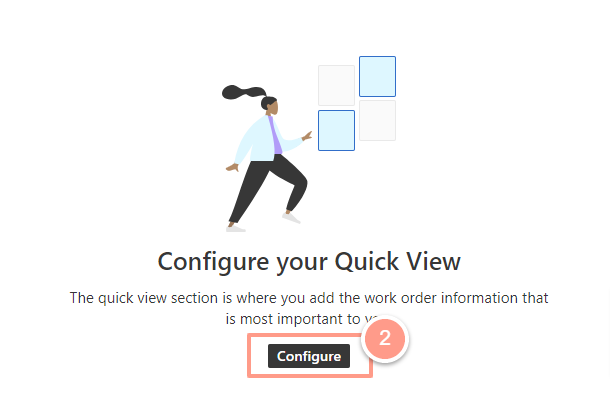 Configure your Quick View
The quick view section is where you add the work order information that
is most important to
Configure
2